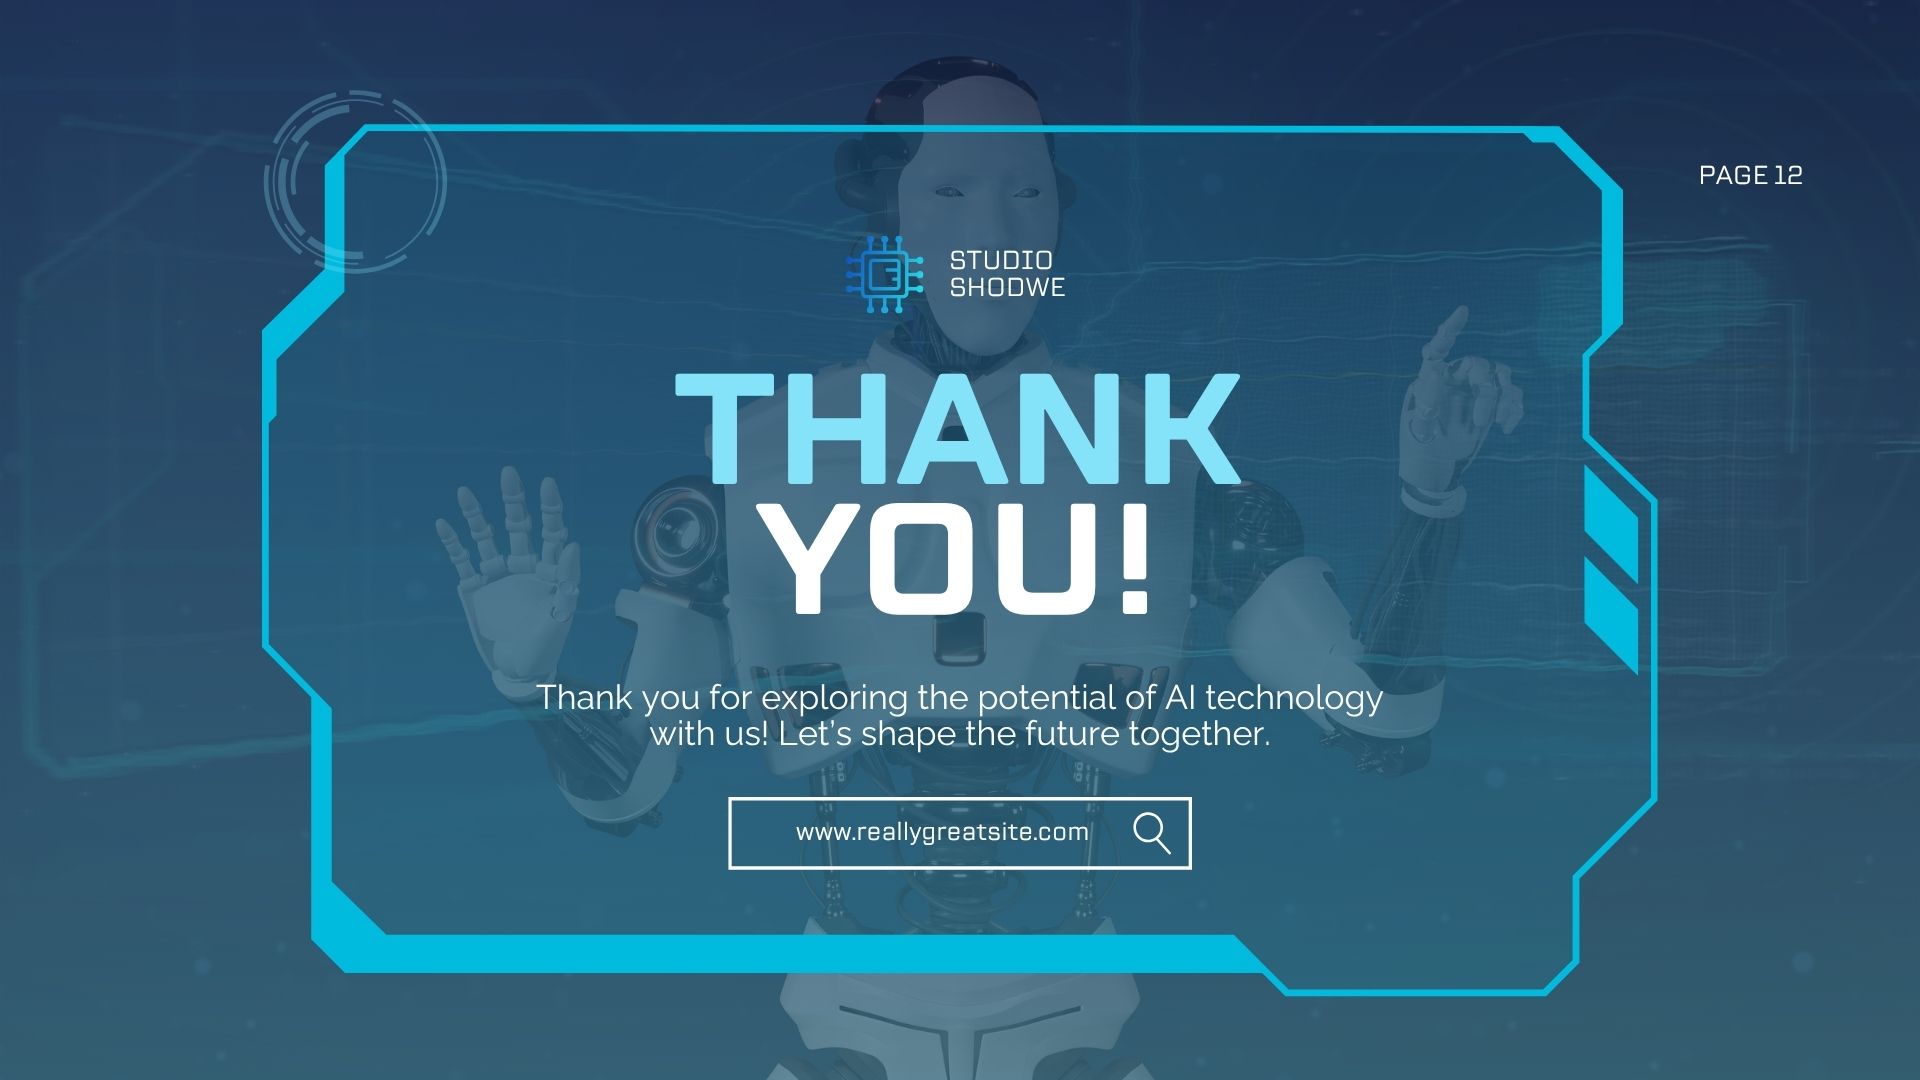 PAGE 12
STUDIO
SHODWE
THANK
YOU!
Thank you for exploring the potential of AI technology
with us! Let’s shape the future together.
www.reallygreatsite.com